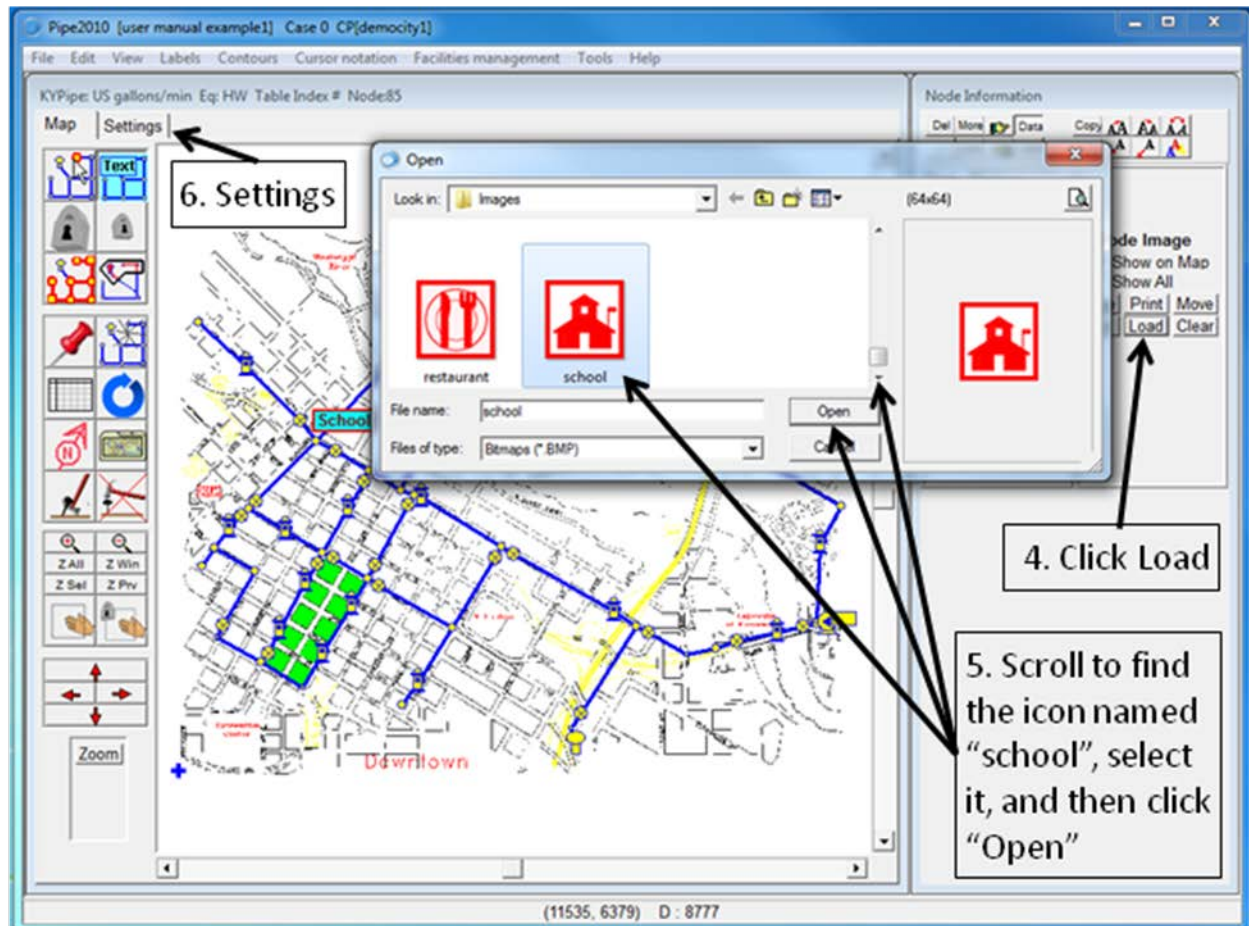 Pipe2010 [user manual example1] Case 0 CP[democity1]
File Edit View Labels Contours Cursor notation Facilities management Tools Help
KYPipe: US gallons/min Eq: HW Table Index # Node:85
Map Settings
Text
6. Settings
Z All Z Win
Z Sel Z Prv
Zoom
School
Downtown
Open
Look in: Images
(64x64)
restaurant school
File name: school
Open
Files of type: Bitmaps (*.BMP)
Node Information
Del More Data Copy
de Image
Show on Map
Show All
Print Move
Load Clear
4. Click Load
5. Scroll to find
the icon named
“school”, select
it, and then click
“Open”
(11535, 6379) D : 8777